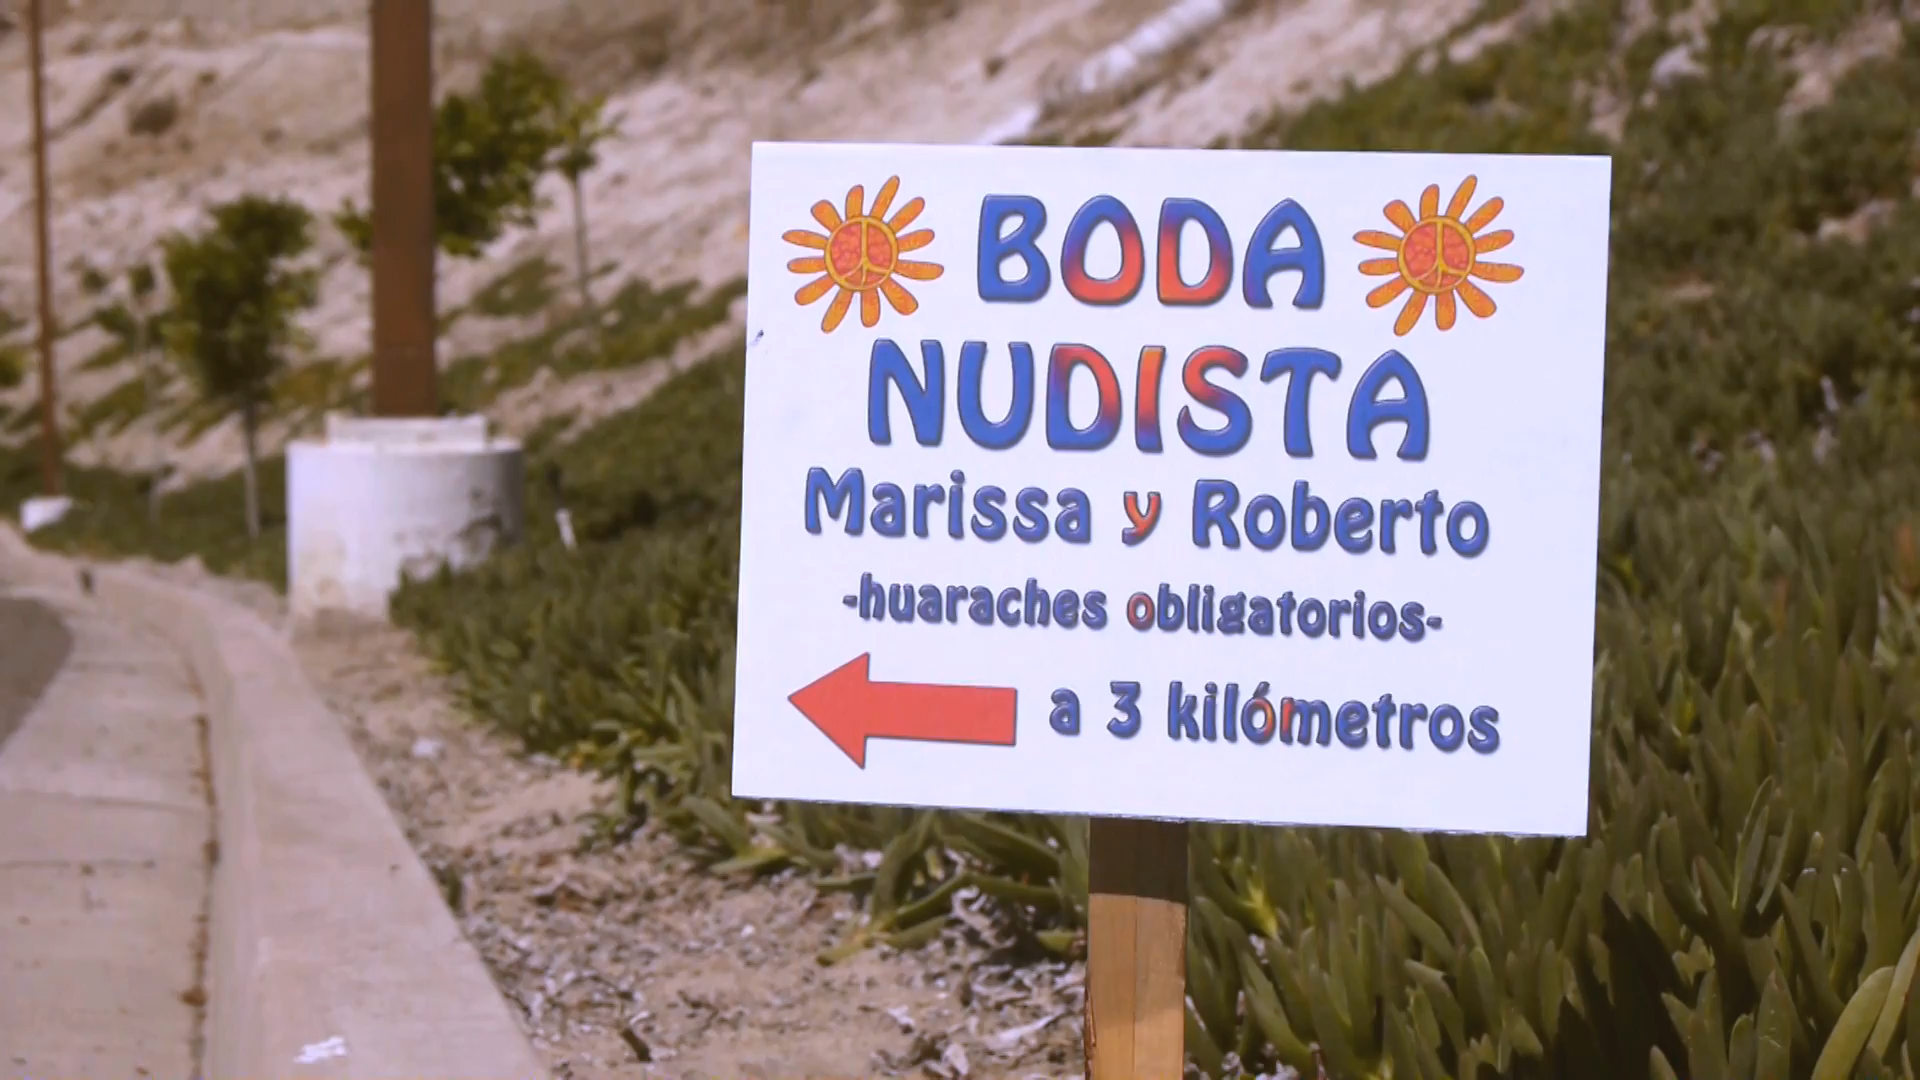 BODA
NUDISTA
Marissa y Roberto
-huaraches obligatorios-
a 3 kilómetros